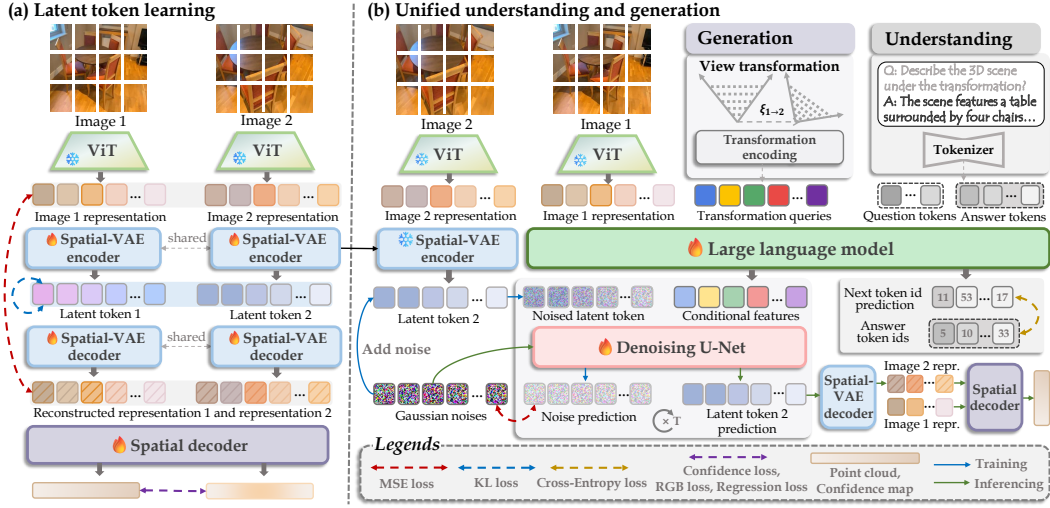 (a) Latent token learning
Image 1
Image 2
ViT
ViT
...
...
Image 1 representation
Image 2 representation
Spatial-VAE encoder
shared
Spatial-VAE encoder
...
...
Latent token 1
Latent token 2
Spatial-VAE decoder
shared
Spatial-VAE decoder
...
...
Reconstructed representation 1 and representation 2
Spatial decoder
(b) Unified understanding and generation
Image 2
Image 1
ViT
ViT
...
...
Image 2 representation
Image 1 representation
Generation
View transformation
ξ1→2
Transformation
encoding
...
Transformation queries
Understanding
Q: Describe the 3D scene
under the transformation?
A: The scene features a table
surrounded by four chairs...
Tokenizer
...
...
Question tokens
Answer tokens
Spatial-VAE
encoder
Large language model
...
...
...
Latent token 2
Noised latent token
Conditional features
Next token id
prediction
11 53 ... 17
Answer
token ids
5 10 ... 33
Add noise
Denoising U-Net
...
...
...
Gaussian noises
Noise prediction
× T
Latent token 2
prediction
Spatial-
VAE
decoder
Image 2 repr.
...
...
Image 1 repr.
Spatial
decoder
Legends
MSE loss
KL loss
Cross-Entropy loss
Confidence loss,
RGB loss, Regression loss
Point cloud,
Confidence map
Training
Inferencing